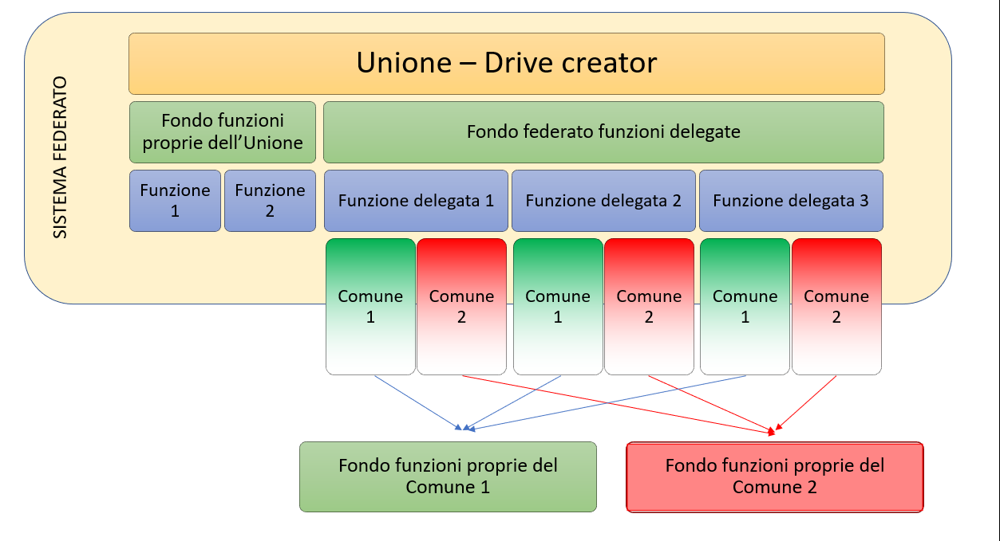 SISTEMA FEDERATO
Unione – Drive creator
Fondo funzioni
proprie dell’Unione
Fondo federato funzioni delegate
Funzione
1
Funzione
2
Funzione delegata 1
Funzione delegata 2
Funzione delegata 3
Comune
1
Comune
2
Comune
1
Comune
2
Comune
1
Comune
2
Fondo funzioni proprie del
Comune 1
Fondo funzioni proprie del
Comune 2